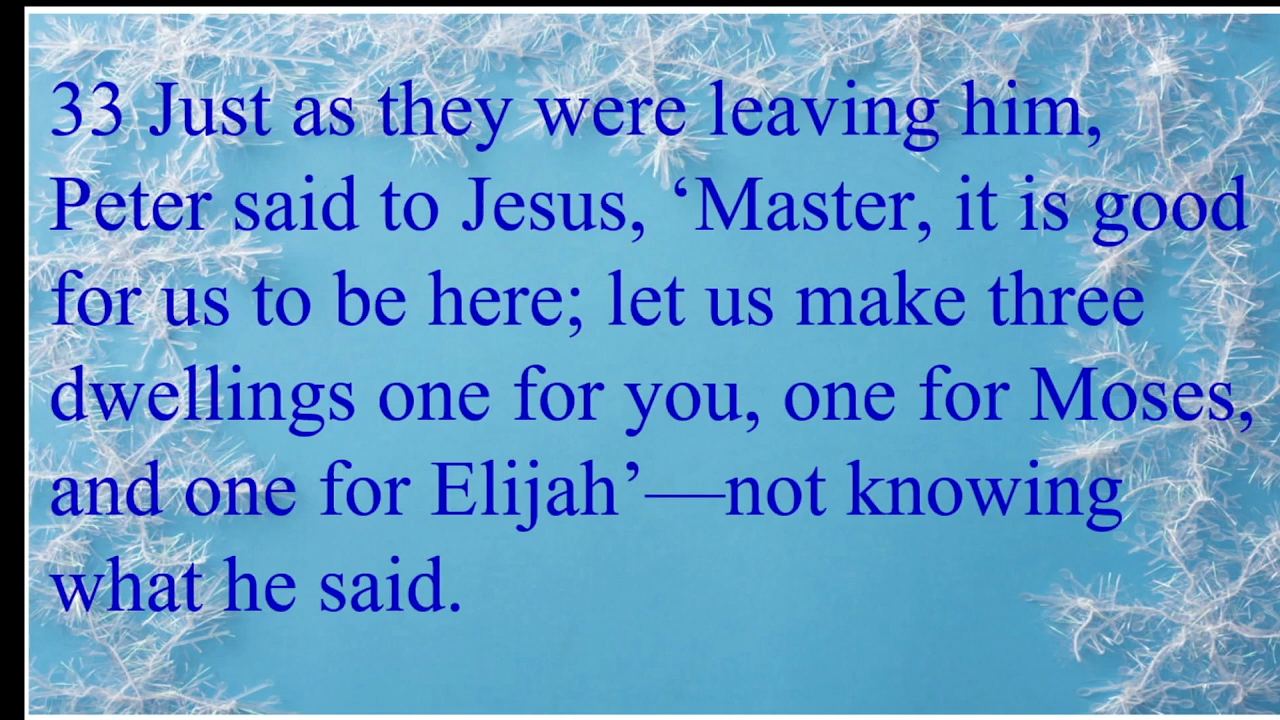 33 Just as they were leaving him,
Peter said to Jesus, ‘Master, it is good
for us to be here; let us make three
dwellings one for you, one for Moses,
and one for Elijah’—not knowing
what he said.